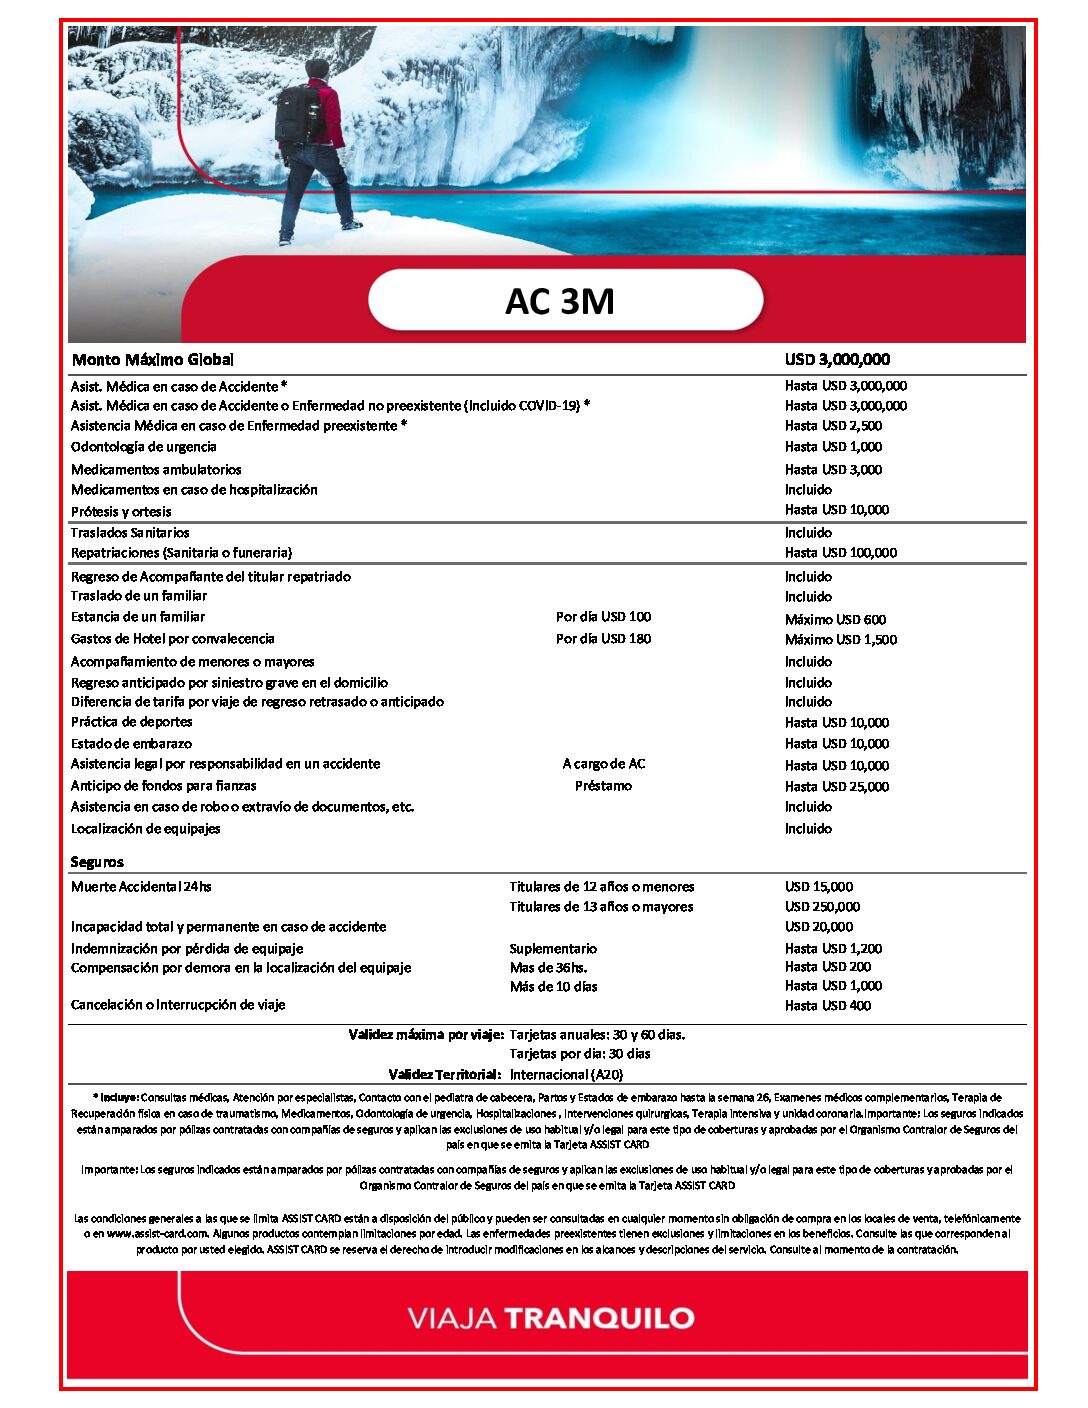 AC 3M
Monto Máximo Global USD 3,000,000
Asist. Médica en caso de Accidente * Hasta USD 3,000,000
Asist. Médica en caso de Accidente o Enfermedad no preexistente (Incluido COVID-19) * Hasta USD 3,000,000
Asistencia Médica en caso de Enfermedad preexistente * Hasta USD 2,500
Odontología de urgencia Hasta USD 1,000
Medicamentos ambulatorios Hasta USD 3,000
Medicamentos en caso de hospitalización Incluido
Prótesis y ortesis Hasta USD 10,000
Traslados Sanitarios Incluido
Repatriaciones (Sanitaria o funeraria) Hasta USD 100,000
Regreso de Acompañante del titular repatriado Incluido
Traslado de un familiar Incluido
Estancia de un familiar Por día USD 100 Máximo USD 600
Gastos de Hotel por convalecencia Por día USD 180 Máximo USD 1,500
Acompañamiento de menores o mayores Incluido
Regreso anticipado por siniestro grave en el domicilio Incluido
Diferencia de tarifa por viaje de regreso retrasado o anticipado Incluido
Práctica de deportes Hasta USD 10,000
Estado de embarazo Hasta USD 10,000
Asistencia legal por responsabilidad en un accidente A cargo de AC Hasta USD 10,000
Anticipo de fondos para fianzas Préstamo Hasta USD 25,000
Asistencia en caso de robo o extravío de documentos, etc. Incluido
Localización de equipajes Incluido
Seguros
Muerte Accidental 24hs Titulares de 12 años o menores USD 15,000
Titulares de 13 años o mayores USD 250,000
Incapacidad total y permanente en caso de accidente USD 20,000
Indemnización por pérdida de equipaje Suplementario Hasta USD 1,200
Compensación por demora en la localización del equipaje Mas de 36hs. Hasta USD 200
Más de 10 días Hasta USD 1,000
Cancelación o Interrucpción de viaje Hasta USD 400
Validez máxima por viaje: Tarjetas anuales: 30 y 60 dias.
Tarjetas por dia: 30 dias
Validez Territorial: Internacional (A20)
* Incluye: Consultas médicas, Atención por especialistas, Contacto con el pediatra de cabecera, Partos y Estados de embarazo hasta la semana 26, Examenes médicos complementarios, Terapia de
Recuperación física en caso de traumatismo, Medicamentos, Odontología de urgencia, Hospitalizaciones , Intervenciones quirurgicas, Terapia intensiva y unidad coronaria.Importante: Los seguros indicados
están amparados por pólizas contratadas con compañías de seguros y aplican las exclusiones de uso habitual y/o legal para este tipo de coberturas y aprobadas por el Organismo Contralor de Seguros del
país en que se emita la Tarjeta ASSIST CARD
Importante: Los seguros indicados están amparados por pólizas contratadas con compañías de seguros y aplican las exclusiones de uso habitual y/o legal para este tipo de coberturas y aprobadas por el
Organismo Contralor de Seguros del país en que se emita la Tarjeta ASSIST CARD
Las condiciones generales a las que se limita ASSIST CARD están a disposición del público y pueden ser consultadas en cualquier momento sin obligación de compra en los locales de venta, telefónicamente
o en www.assist-card.com. Algunos productos contemplan limitaciones por edad. Las enfermedades preexistentes tienen exclusiones y limitaciones en los beneficios. Consulte las que corresponden al
producto por usted elegido. ASSIST CARD se reserva el derecho de introducir modificaciones en los alcances y descripciones del servicio. Consulte al momento de la contratación.
VIAJA TRANQUILO